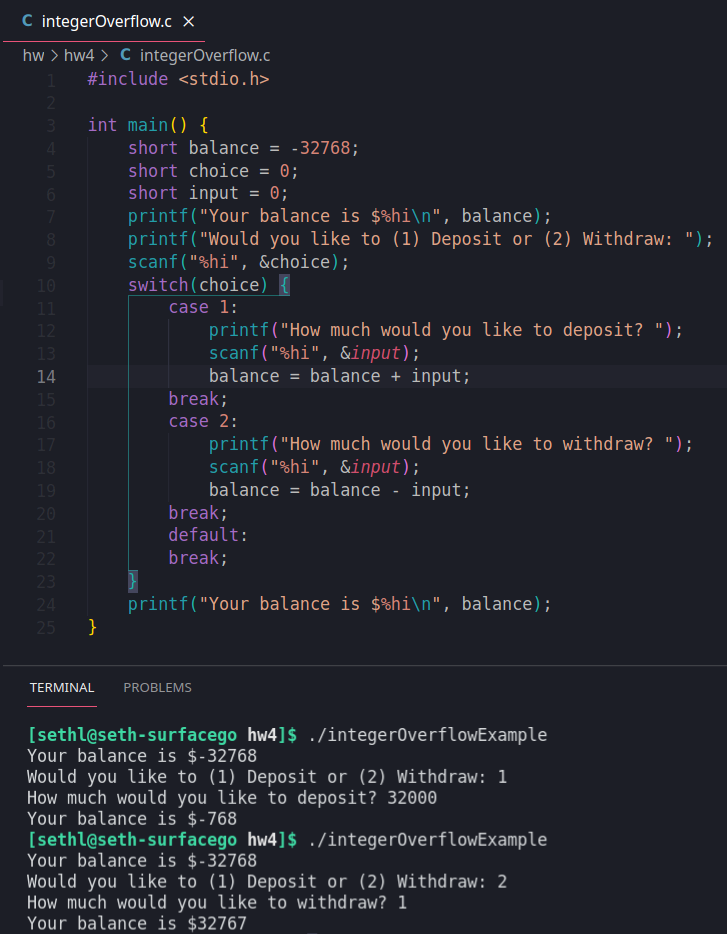 C integerOverflow.c ×
hw > hw4 > C integerOverflow.c
1 #include <stdio.h>
2
3 int main() {
4 short balance = -32768;
5 short choice = 0;
6 short input = 0;
7 printf("Your balance is $%hi\n", balance);
8 printf("Would you like to (1) Deposit or (2) Withdraw: ");
9 scanf("%hi", &choice);
10 switch(choice) {
11 case 1:
12 printf("How much would you like to deposit? ");
13 scanf("%hi", &input);
14 balance = balance + input;
15 break;
16 case 2:
17 printf("How much would you like to withdraw? ");
18 scanf("%hi", &input);
19 balance = balance - input;
20 break;
21 default:
22 break;
23 }
24 printf("Your balance is $%hi\n", balance);
25 }
TERMINAL PROBLEMS
[sethl@seth-surfacego hw4]$ ./integerOverflowExample
Your balance is $-32768
Would you like to (1) Deposit or (2) Withdraw: 1
How much would you like to deposit? 32000
Your balance is $-768
[sethl@seth-surfacego hw4]$ ./integerOverflowExample
Your balance is $-32768
Would you like to (1) Deposit or (2) Withdraw: 2
How much would you like to withdraw? 1
Your balance is $32767